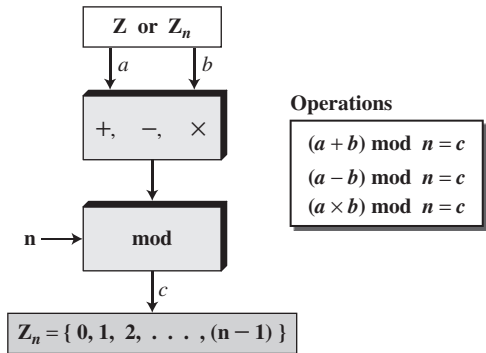 Z or Zₙ
a b
+, −, ×
n mod
c
Zₙ = { 0, 1, 2, . . . , (n − 1) }
Operations
(a + b) mod n = c
(a − b) mod n = c
(a × b) mod n = c